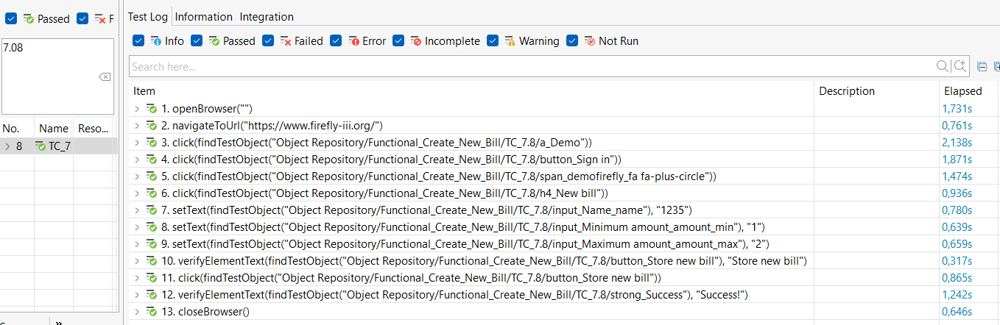 Passed F
7.08
No. Name Reso...
8 TC_7
Test Log Information Integration
Info Passed Failed Error Incomplete Warning Not Run
Search here...
Item Description Elapsed
1. openBrowser("") 1,731s
2. navigateToUrl("https://www.firefly-iii.org/") 0,761s
3. click(findTestObject("Object Repository/Functional_Create_New_Bill/TC_7.8/a_Demo")) 2,138s
4. click(findTestObject("Object Repository/Functional_Create_New_Bill/TC_7.8/button_Sign in")) 1,871s
5. click(findTestObject("Object Repository/Functional_Create_New_Bill/TC_7.8/span_demofirefly_fa fa-plus-circle")) 1,474s
6. click(findTestObject("Object Repository/Functional_Create_New_Bill/TC_7.8/h4_New bill")) 0,936s
7. setText(findTestObject("Object Repository/Functional_Create_New_Bill/TC_7.8/input_Name_name"), "1235") 0,780s
8. setText(findTestObject("Object Repository/Functional_Create_New_Bill/TC_7.8/input_Minimum amount_amount_min"), "1") 0,639s
9. setText(findTestObject("Object Repository/Functional_Create_New_Bill/TC_7.8/input_Maximum amount_amount_max"), "2") 0,659s
10. verifyElementText(findTestObject("Object Repository/Functional_Create_New_Bill/TC_7.8/button_Store new bill"), "Store new bill") 0,317s
11. click(findTestObject("Object Repository/Functional_Create_New_Bill/TC_7.8/button_Store new bill")) 0,865s
12. verifyElementText(findTestObject("Object Repository/Functional_Create_New_Bill/TC_7.8/strong_Success"), "Success!") 1,242s
13. closeBrowser() 0,646s